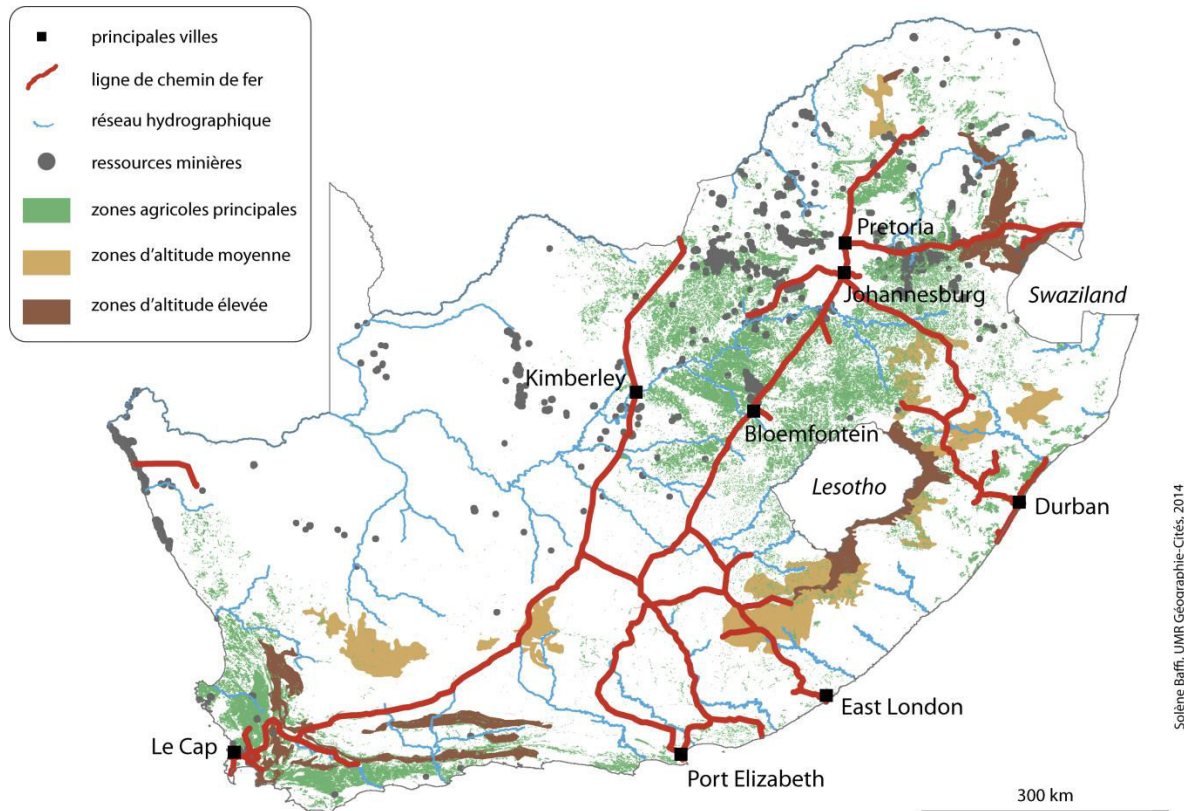 principales villes
ligne de chemin de fer
réseau hydrographique
ressources minières
zones agricoles principales
zones d'altitude moyenne
zones d'altitude élevée
Pretoria
Johannesburg
Swaziland
Kimberley
Bloemfontein
Lesotho
Durban
East London
Le Cap
Port Elizabeth
300 km
Solène Baffi, UMR Géographie-Cités, 2014